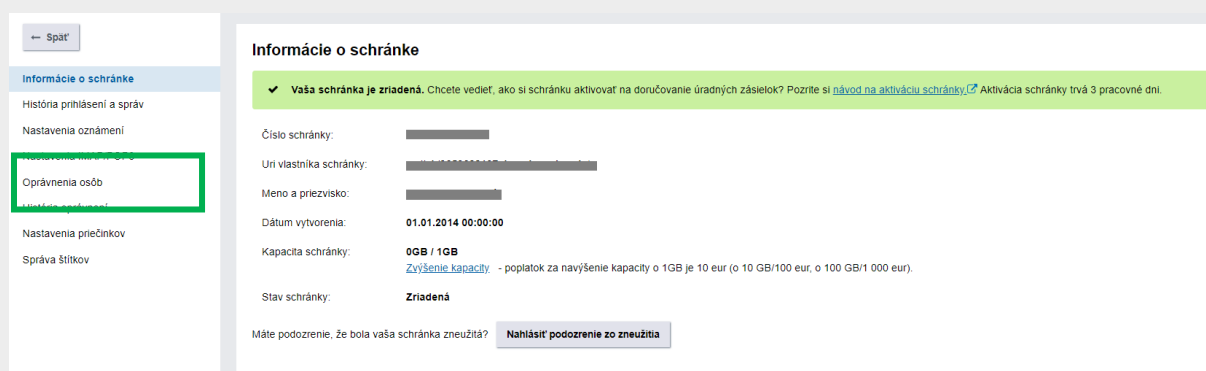 ← Späť
Informácie o schránke
História prihlásení a správ
Nastavenia oznámení
Oprávnenia osôb
Nastavenia priečinkov
Správa štítkov
Informácie o schránke
✔ Vaša schránka je zriadená. Chcete vedieť, ako si schránku aktivovať na doručovanie úradných zásielok? Pozrite si návod na aktiváciu schránky. Aktivácia schránky trvá 3 pracovné dni.
Číslo schránky:
Uri vlastníka schránky:
Meno a priezvisko:
Dátum vytvorenia: 01.01.2014 00:00:00
Kapacita schránky: 0GB / 1GB
Zvýšenie kapacity - poplatok za navýšenie kapacity o 1GB je 10 eur (o 10 GB/100 eur, o 100 GB/1 000 eur).
Stav schránky: Zriadená
Máte podozrenie, že bola vaša schránka zneužitá? Nahlásiť podozrenie zo zneužitia